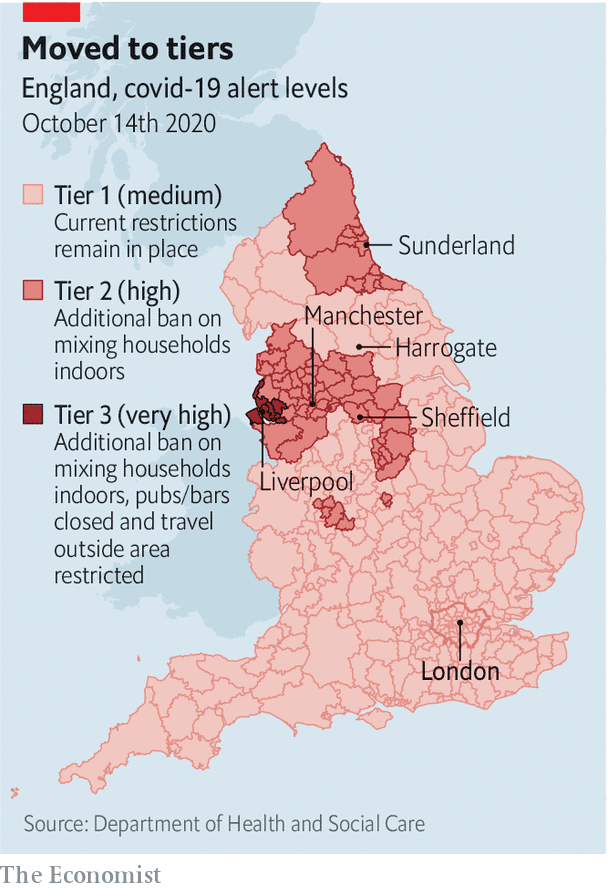 Moved to tiers
England, covid-19 alert levels
October 14th 2020
Tier 1 (medium)
Current restrictions
remain in place
Tier 2 (high)
Additional ban on
mixing households
indoors
Tier 3 (very high)
Additional ban on
mixing households
indoors, pubs/bars
closed and travel
outside area
restricted
Sunderland
Manchester
Harrogate
Sheffield
Liverpool
London
Source: Department of Health and Social Care
The Economist